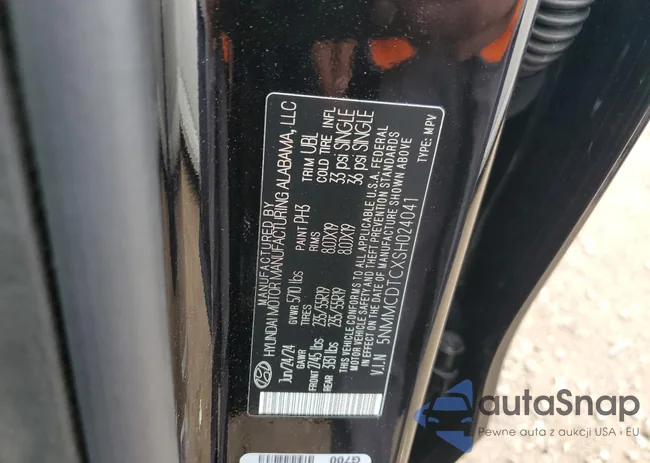 MANUFACTURED BY
HYUNDAI MOTOR MANUFACTURING ALABAMA, LLC
Jun/24/24 GVWR 5710 lbs PAINT PH3 TRIM UBL
GAWR TIRES RIMS COLD TIRE INFL
FRONT 2745 lbs 235/55R19 8.0JX19 33 psi SINGLE
REAR 3131 lbs 235/55R19 8.0JX19 36 psi SINGLE
THIS VEHICLE CONFORMS TO ALL APPLICABLE U.S.A. FEDERAL
MOTOR VEHICLE SAFETY AND THEFT PREVENTION STANDARDS
IN EFFECT ON THE DATE OF MANUFACTURE SHOWN ABOVE
V.I.N 5NMMCDTCXSH024041 TYPE: MPV
G700
autaSnap
Pewne auta z aukcji USA i EU